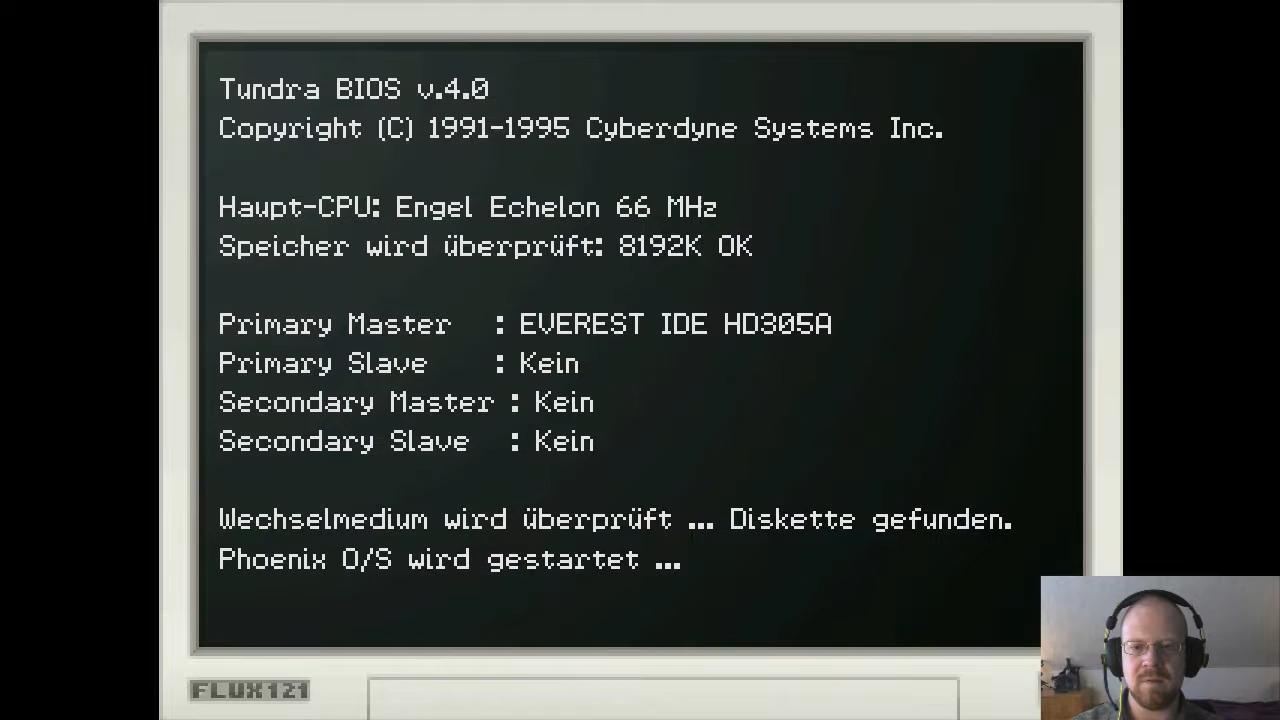 Tundra BIOS v.4.0
Copyright (C) 1991-1995 Cyberdyne Systems Inc.
Haupt-CPU: Engel Echelon 66 MHz
Speicher wird überprüft: 8192K OK
Primary Master : EVEREST IDE HD305A
Primary Slave : Kein
Secondary Master : Kein
Secondary Slave : Kein
Wechselmedium wird überprüft ... Diskette gefunden.
Phoenix O/S wird gestartet ...
FLUX121